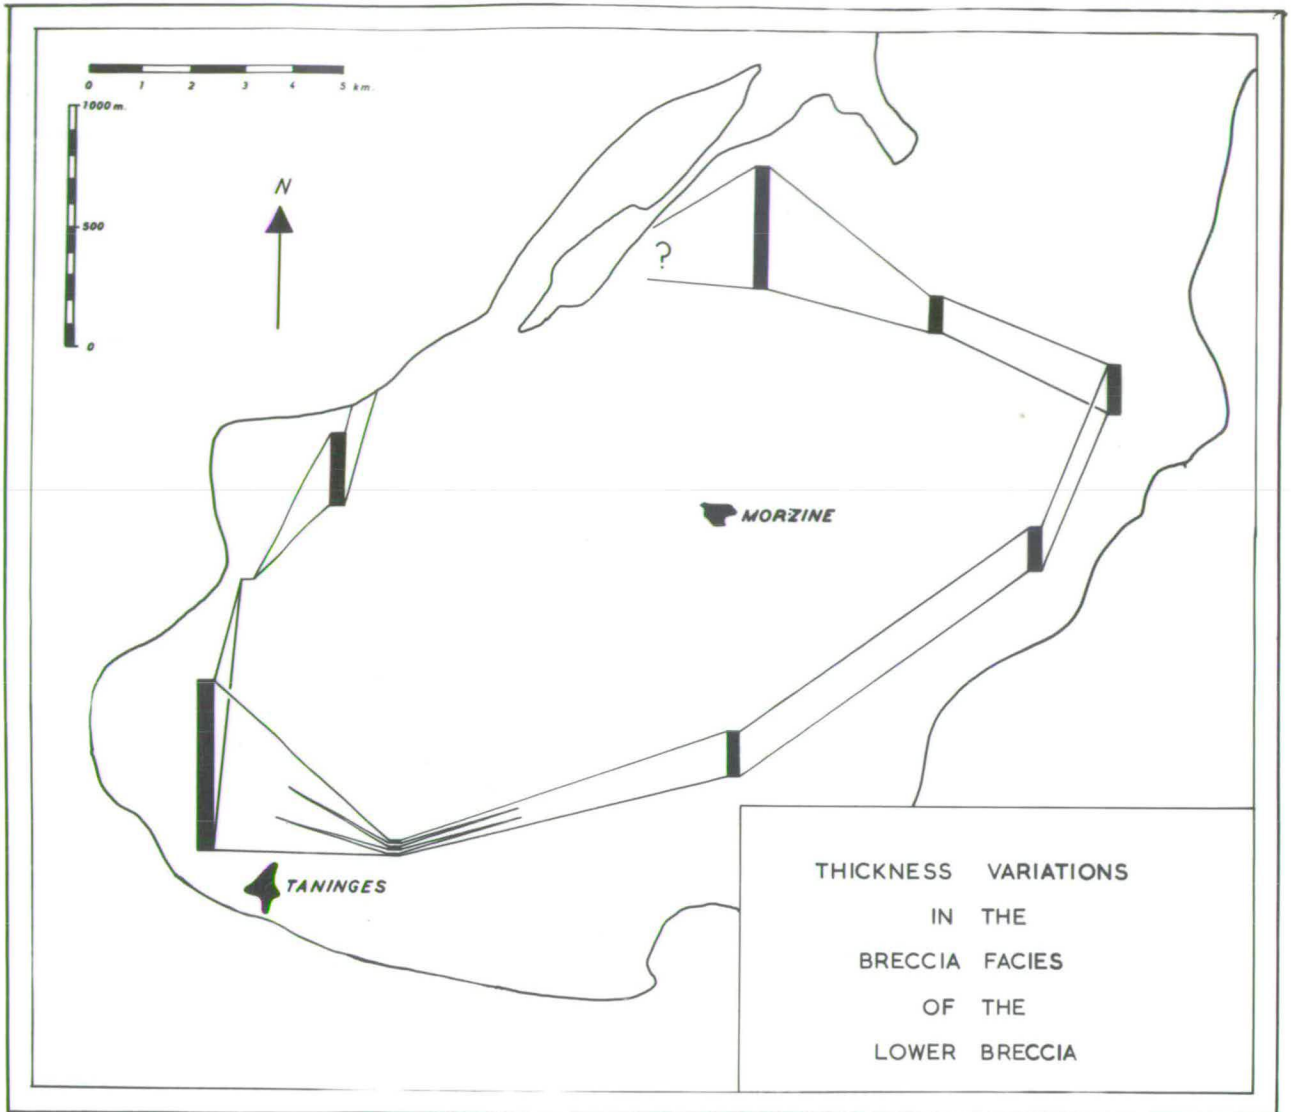 0 1 2 3 4 5 km.
1000 m.
500
0
N
?
MORZINE
TANINGES
THICKNESS VARIATIONS
IN THE
BRECCIA FACIES
OF THE
LOWER BRECCIA